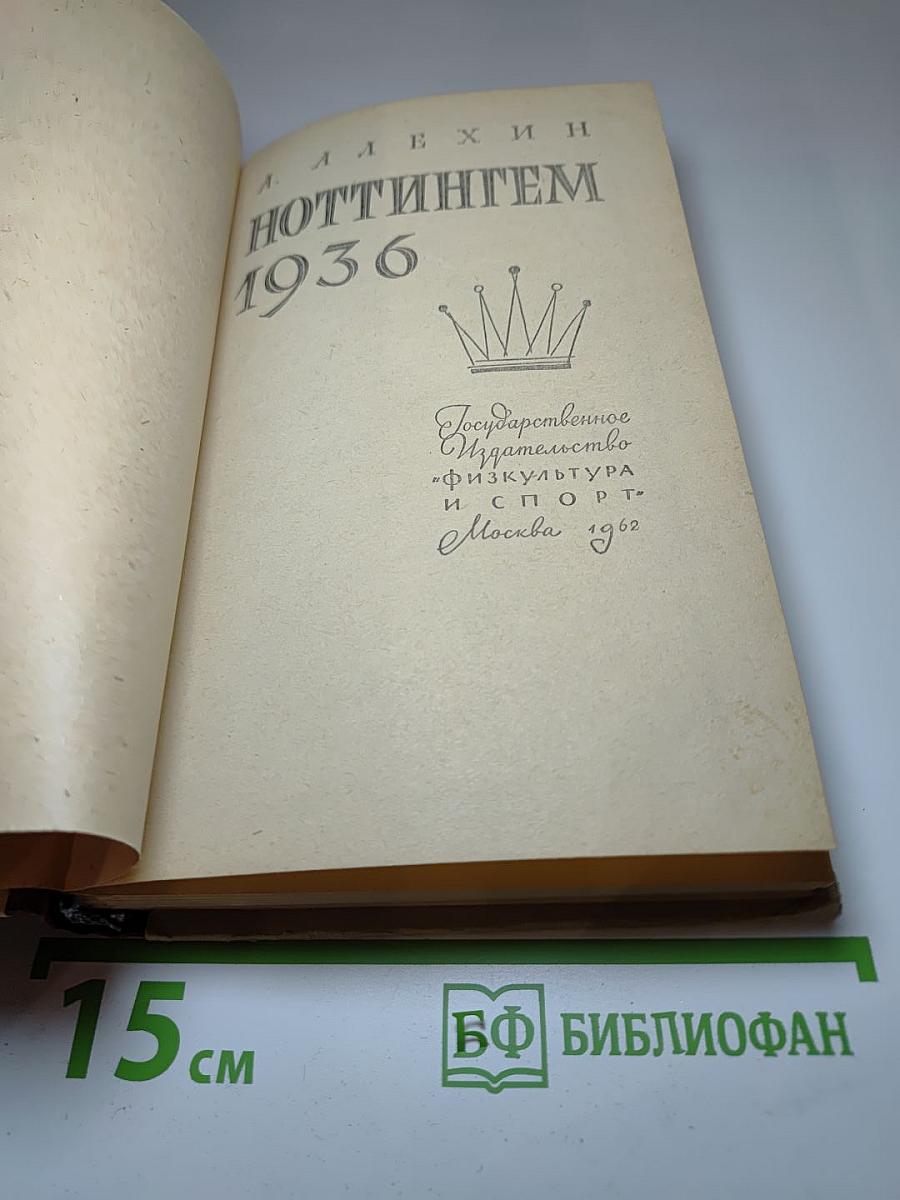 А. АЛЕХИН
НОТТИНГЕМ
1936
Государственное
Издательство
"ФИЗКУЛЬТУРА
И СПОРТ"
Москва 1962
15 см
БФ БИБЛИОФАН